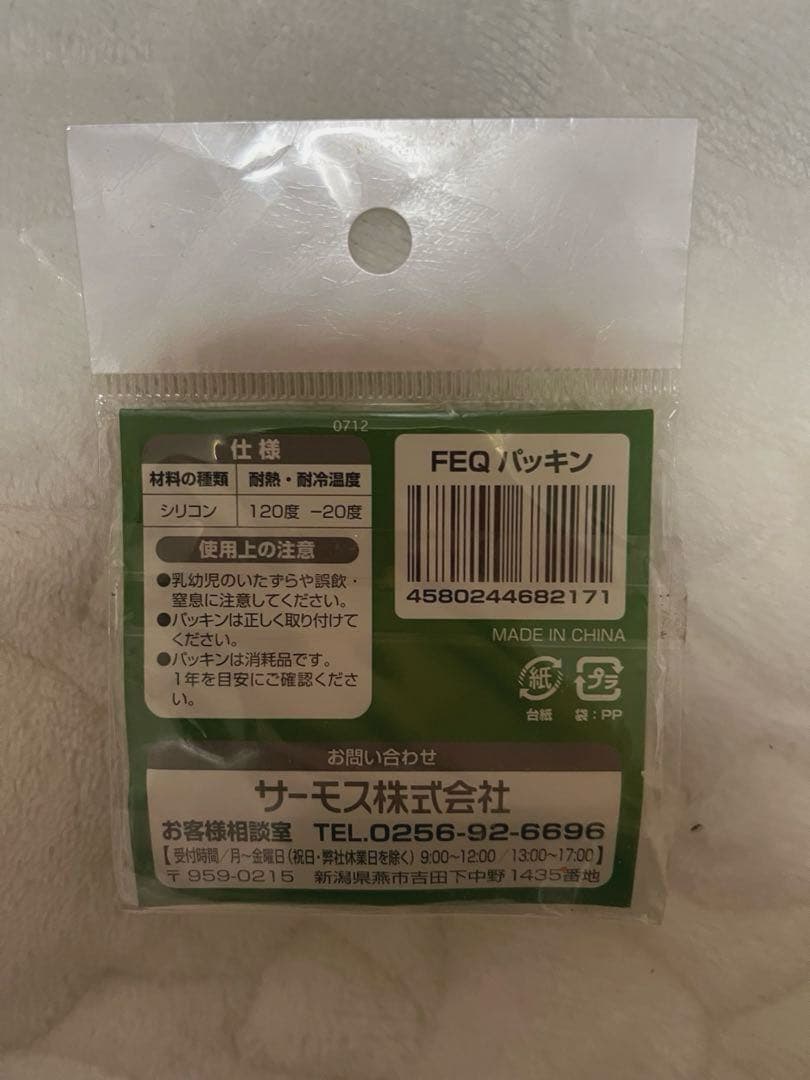 0712
仕様
材料の種類 耐熱・耐冷温度
シリコン 120度 −20度
使用上の注意
●乳幼児のいたずらや誤飲・
窒息に注意してください。
●パッキンは正しく取り付けて
ください。
●パッキンは消耗品です。
1年を目安にご確認くださ
い。
FEQ パッキン
4580244682171
MADE IN CHINA
紙 プラ
台紙 袋：PP
お問い合わせ
サーモス株式会社
お客様相談室 TEL.0256-92-6696
【受付時間／月〜金曜日（祝日・弊社休業日を除く）9:00〜12:00／13:00〜17:00】
〒959-0215 新潟県燕市吉田下中野1435番地